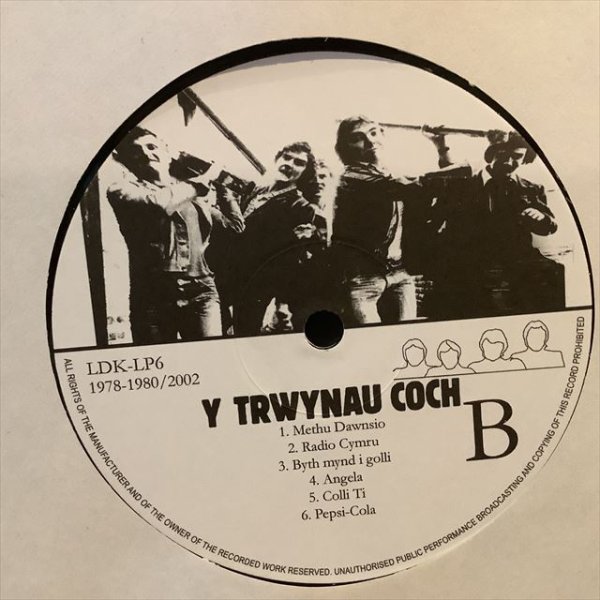 LDK-LP6
1978-1980/2002
Y TRWYNAU COCH
B
1. Methu Dawnsio
2. Radio Cymru
3. Byth mynd i golli
4. Angela
5. Colli Ti
6. Pepsi-Cola
ALL RIGHTS OF THE MANUFACTURER AND OF THE OWNER OF THE RECORDED WORK RESERVED. UNAUTHORISED PUBLIC PERFORMANCE BROADCASTING AND COPYING OF THIS RECORD PROHIBITED